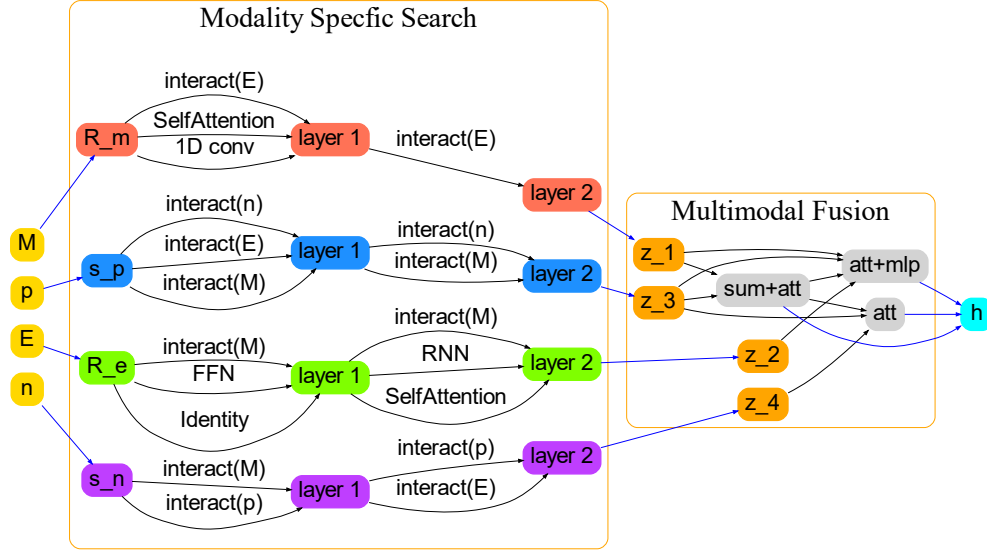 Modality Specfic Search
interact(E)
SelfAttention
1D conv
R_m
layer 1
interact(E)
layer 2
M
p
E
n
interact(n)
interact(E)
interact(M)
s_p
layer 1
interact(n)
interact(M)
layer 2
interact(M)
FFN
Identity
R_e
layer 1
interact(M)
RNN
SelfAttention
layer 2
interact(M)
interact(p)
s_n
layer 1
interact(p)
interact(E)
layer 2
Multimodal Fusion
z_1
z_3
sum+att
att+mlp
att
z_2
z_4
h